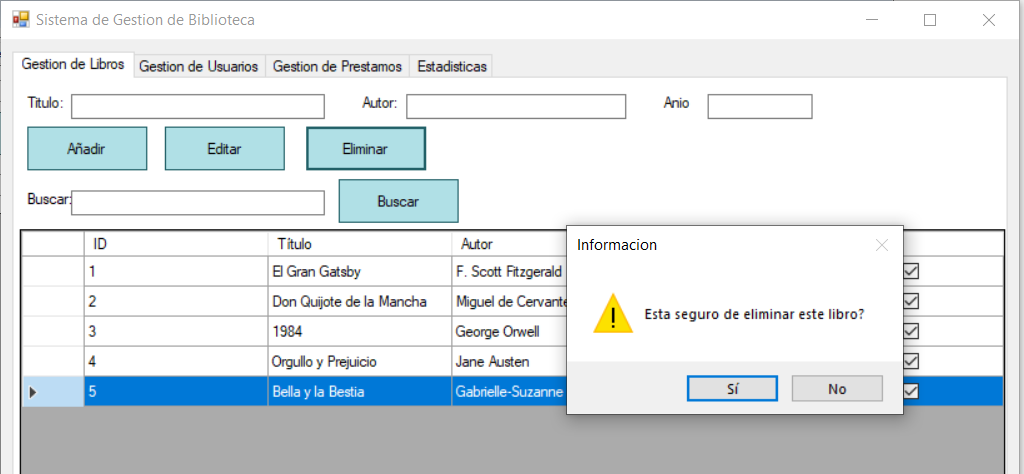 Sistema de Gestion de Biblioteca
Gestion de Libros Gestion de Usuarios Gestion de Prestamos Estadisticas
Titulo: Autor: Anio
Añadir Editar Eliminar
Buscar: Buscar
ID Título Autor
1 El Gran Gatsby F. Scott Fitzgerald
2 Don Quijote de la Mancha Miguel de Cervante
3 1984 George Orwell
4 Orgullo y Prejuicio Jane Austen
5 Bella y la Bestia Gabrielle-Suzanne
Informacion
Esta seguro de eliminar este libro?
Sí No